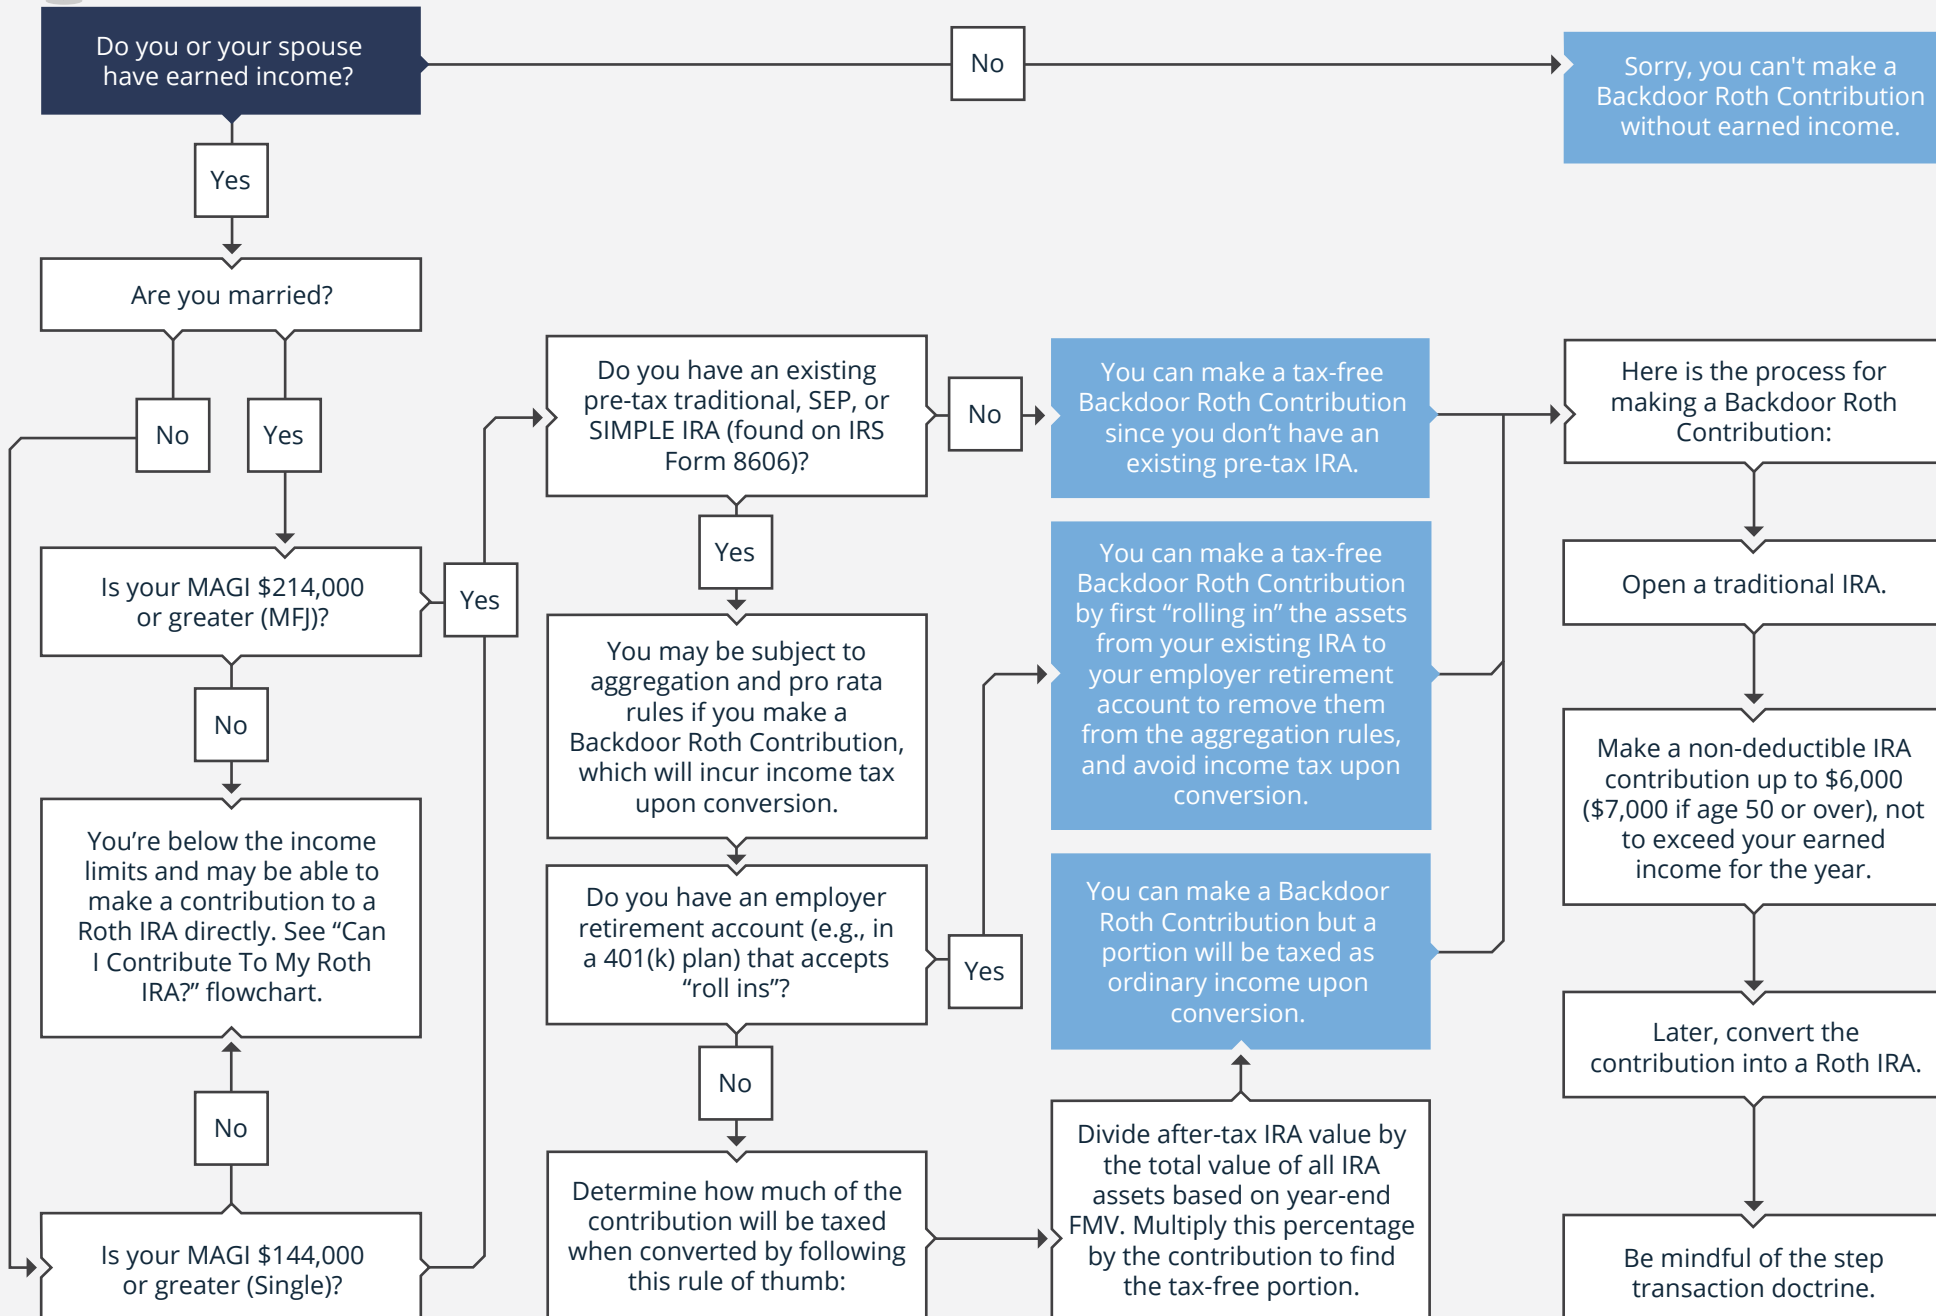 Do you or your spouse
have earned income?
No
Sorry, you can't make a
Backdoor Roth Contribution
without earned income.
Yes
Are you married?
No
Yes
Is your MAGI $214,000
or greater (MFJ)?
Yes
No
You’re below the income
limits and may be able to
make a contribution to a
Roth IRA directly. See “Can
I Contribute To My Roth
IRA?” flowchart.
No
Is your MAGI $144,000
or greater (Single)?
Do you have an existing
pre-tax traditional, SEP, or
SIMPLE IRA (found on IRS
Form 8606)?
No
Yes
You may be subject to
aggregation and pro rata
rules if you make a
Backdoor Roth Contribution,
which will incur income tax
upon conversion.
Do you have an employer
retirement account (e.g., in
a 401(k) plan) that accepts
“roll ins”?
Yes
No
Determine how much of the
contribution will be taxed
when converted by following
this rule of thumb:
You can make a tax-free
Backdoor Roth Contribution
since you don’t have an
existing pre-tax IRA.
You can make a tax-free
Backdoor Roth Contribution
by first “rolling in” the assets
from your existing IRA to
your employer retirement
account to remove them
from the aggregation rules,
and avoid income tax upon
conversion.
You can make a Backdoor
Roth Contribution but a
portion will be taxed as
ordinary income upon
conversion.
Divide after-tax IRA value by
the total value of all IRA
assets based on year-end
FMV. Multiply this percentage
by the contribution to find
the tax-free portion.
Here is the process for
making a Backdoor Roth
Contribution:
Open a traditional IRA.
Make a non-deductible IRA
contribution up to $6,000
($7,000 if age 50 or over), not
to exceed your earned
income for the year.
Later, convert the
contribution into a Roth IRA.
Be mindful of the step
transaction doctrine.